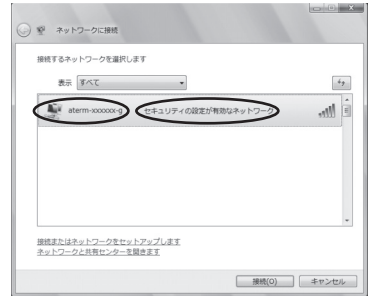 ネットワークに接続
接続するネットワークを選択します
表示 すべて
aterm-xxxxxx-g セキュリティの設定が有効なネットワーク
接続またはネットワークをセットアップします
ネットワークと共有センターを開きます
接続(O) キャンセル